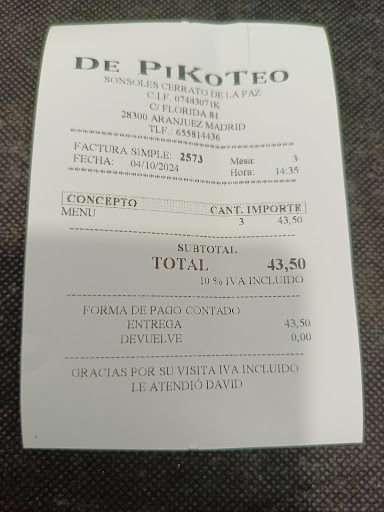 DE PIKOTEO
SONSOLES CERRATO DE LA PAZ
C.I.F. 07483071K
C/ FLORIDA 84
28300 ARANJUEZ MADRID
TLF.: 655814436
FACTURA SIMPLE: 2573 Mesa: 3
FECHA: 04/10/2024 Hora: 14:35
CONCEPTO CANT. IMPORTE
MENU 3 43,50
SUBTOTAL
TOTAL 43,50
10 % IVA INCLUIDO
FORMA DE PAGO CONTADO
ENTREGA 43,50
DEVUELVE 0,00
GRACIAS POR SU VISITA IVA INCLUIDO
LE ATENDIÓ DAVID